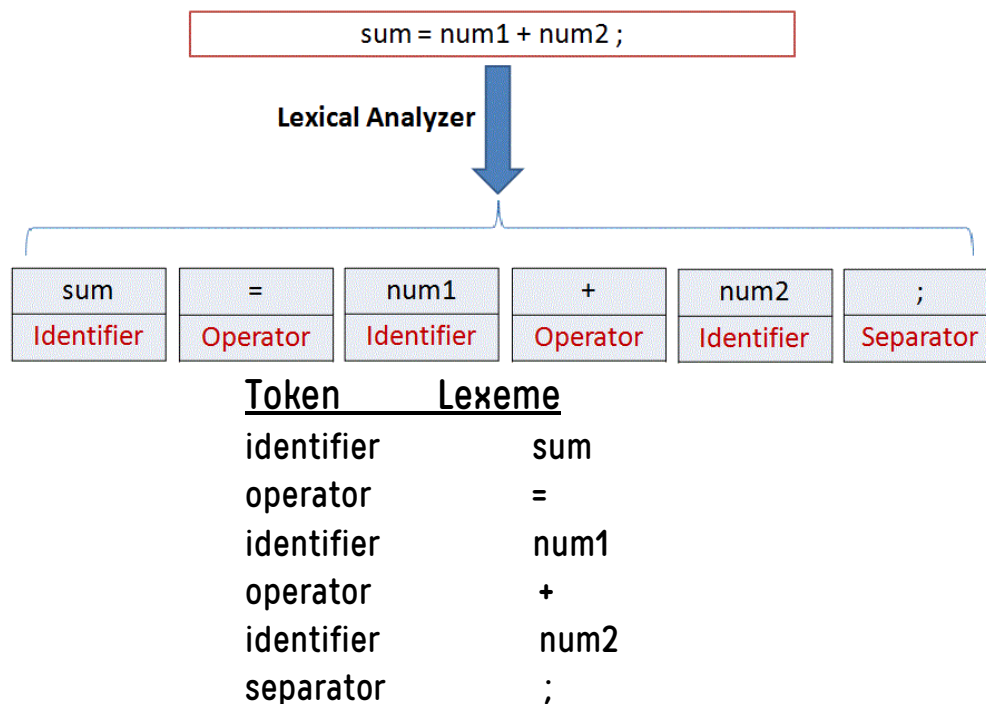 sum = num1 + num2 ;
Lexical Analyzer
sum = num1 + num2 ;
Identifier Operator Identifier Operator Identifier Separator
Token Lexeme
identifier sum
operator =
identifier num1
operator +
identifier num2
separator ;